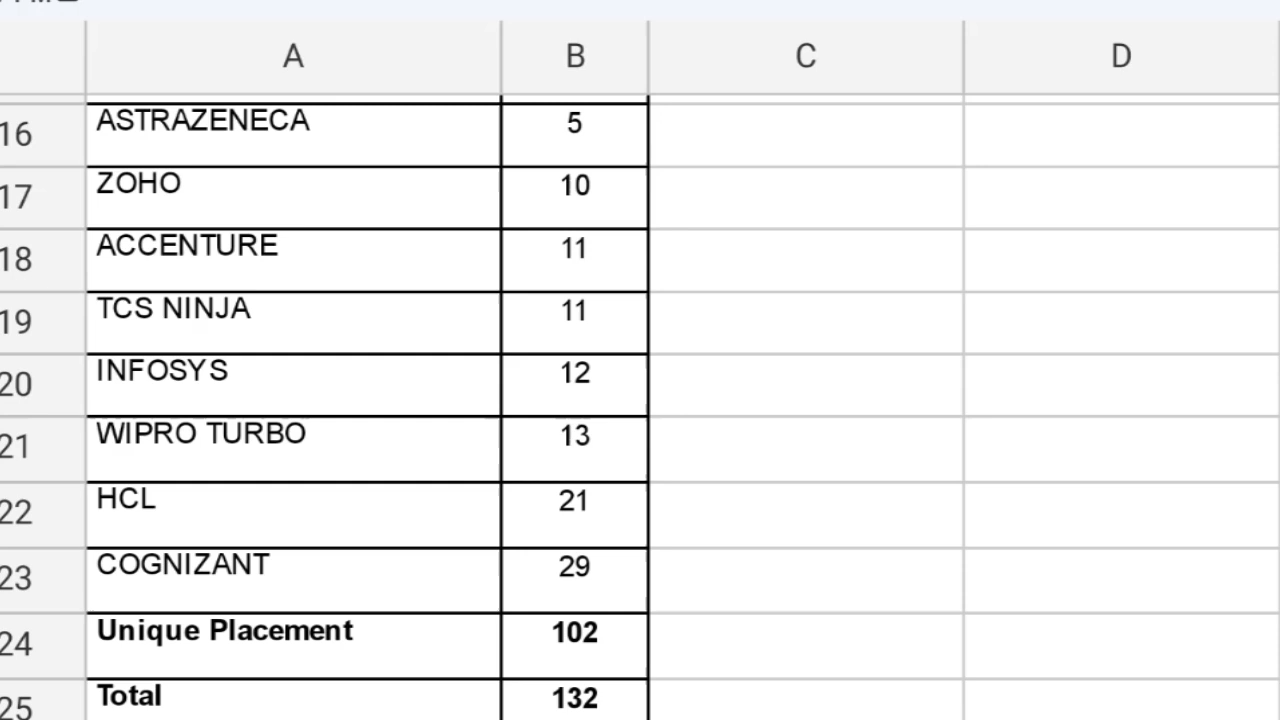 A B C D
16 ASTRAZENECA 5
17 ZOHO 10
18 ACCENTURE 11
19 TCS NINJA 11
20 INFOSYS 12
21 WIPRO TURBO 13
22 HCL 21
23 COGNIZANT 29
24 Unique Placement 102
25 Total 132